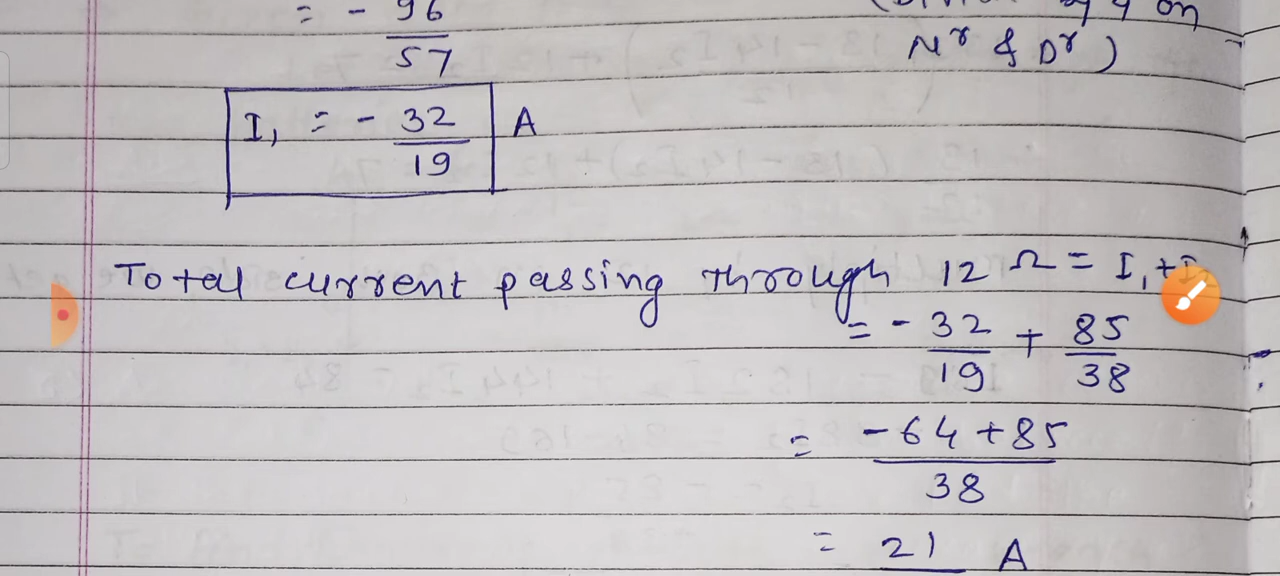 = - 96/57
on
Nʳ & Dʳ )
I₁ = - 32/19 A
Total current passing through 12 Ω = I₁ +
= - 32/19 + 85/38
= -64+85/38
= 21 A